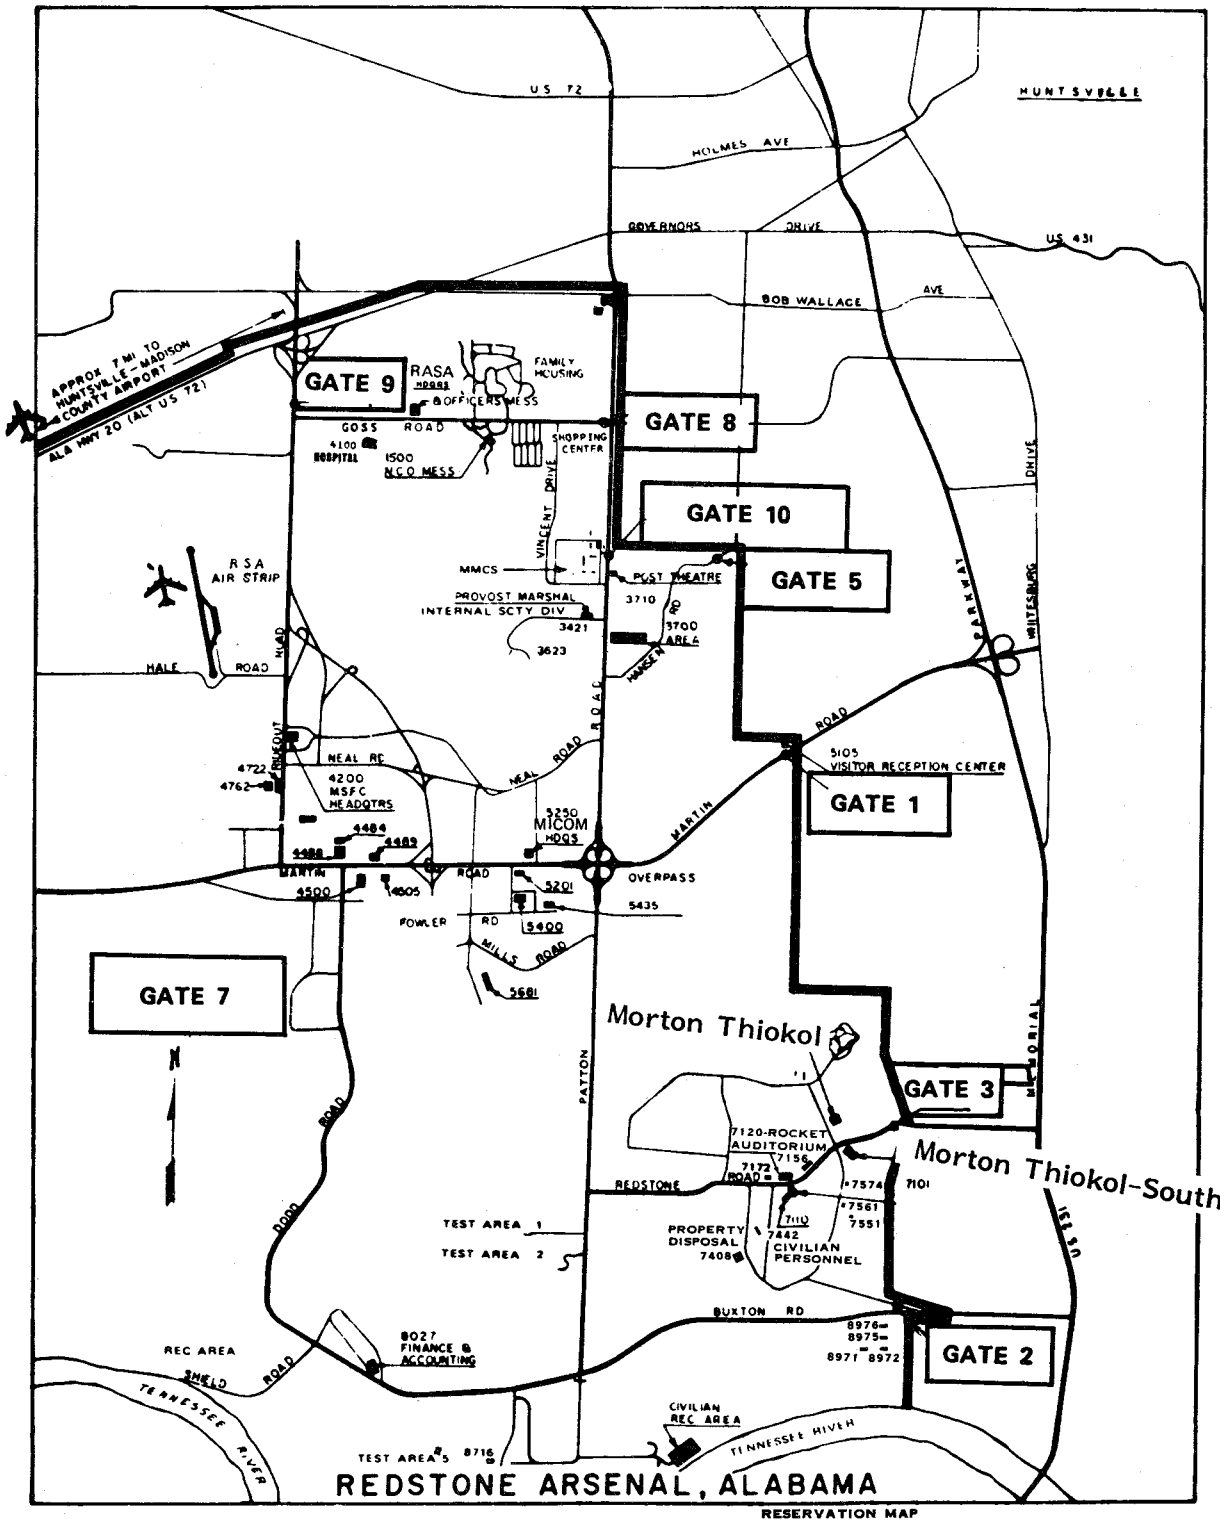 HUNTSVILLE
US 72
HOLMES AVE
GOVERNORS DRIVE
US 431
BOB WALLACE AVE
APPROX 7 MI TO
HUNTSVILLE-MADISON
COUNTY AIRPORT
ALA HWY 20 (ALT US 72)
GATE 9
RASA
HDQRS
& OFFICERS MESS
FAMILY
HOUSING
GATE 8
GOSS ROAD
4100
HOSPITAL
1500
N.C.O MESS
SHOPPING
CENTER
VINCENT DRIVE
DRIVE
GATE 10
RSA
AIR STRIP
MMCS
POST THEATRE
GATE 5
PARKWAY
PROVOST MARSHAL
INTERNAL SCTY DIV
3421
3623
3710
RD
3700
AREA
HANSEN
HALE ROAD
ROAD
RIDEOUT
ROAD
ROAD
5105
VISITOR RECEPTION CENTER
NEAL RD
NEAL ROAD
4722
4762
4200
MSFC
HEADQTRS
GATE 1
MARTIN
5250
MICOM
HDQS
4484
4488
4489
MARTIN ROAD
OVERPASS
4500
4505
5201
5435
FOWLER RD
5400
MILLS ROAD
5681
GATE 7
N
Morton Thiokol
MEMORIAL
PATTON
GATE 3
ROAD
7120-ROCKET
AUDITORIUM
7156
7172
Morton Thiokol-South
REDSTONE ROAD
7574
7101
7561
7551
7110
7442
CIVILIAN
PERSONNEL
PROPERTY
DISPOSAL
7408
DODD
TEST AREA 1
TEST AREA 2
US 231
BUXTON RD
8976
8975
8971 8972
GATE 2
REC AREA
8027
FINANCE &
ACCOUNTING
SHIELD ROAD
TENNESSEE RIVER
CIVILIAN
REC AREA
TENNESSEE RIVER
TEST AREA 5 8716
REDSTONE ARSENAL, ALABAMA
RESERVATION MAP